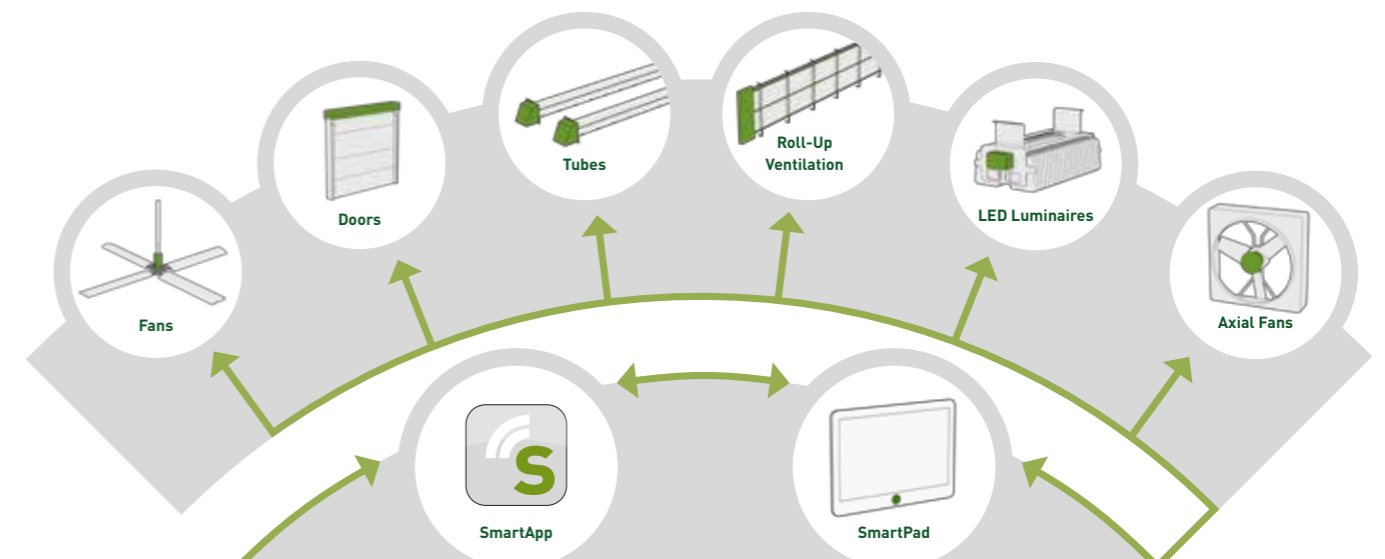 Fans
Doors
Tubes
Roll-Up
Ventilation
LED Luminaires
Axial Fans
S
SmartApp
SmartPad